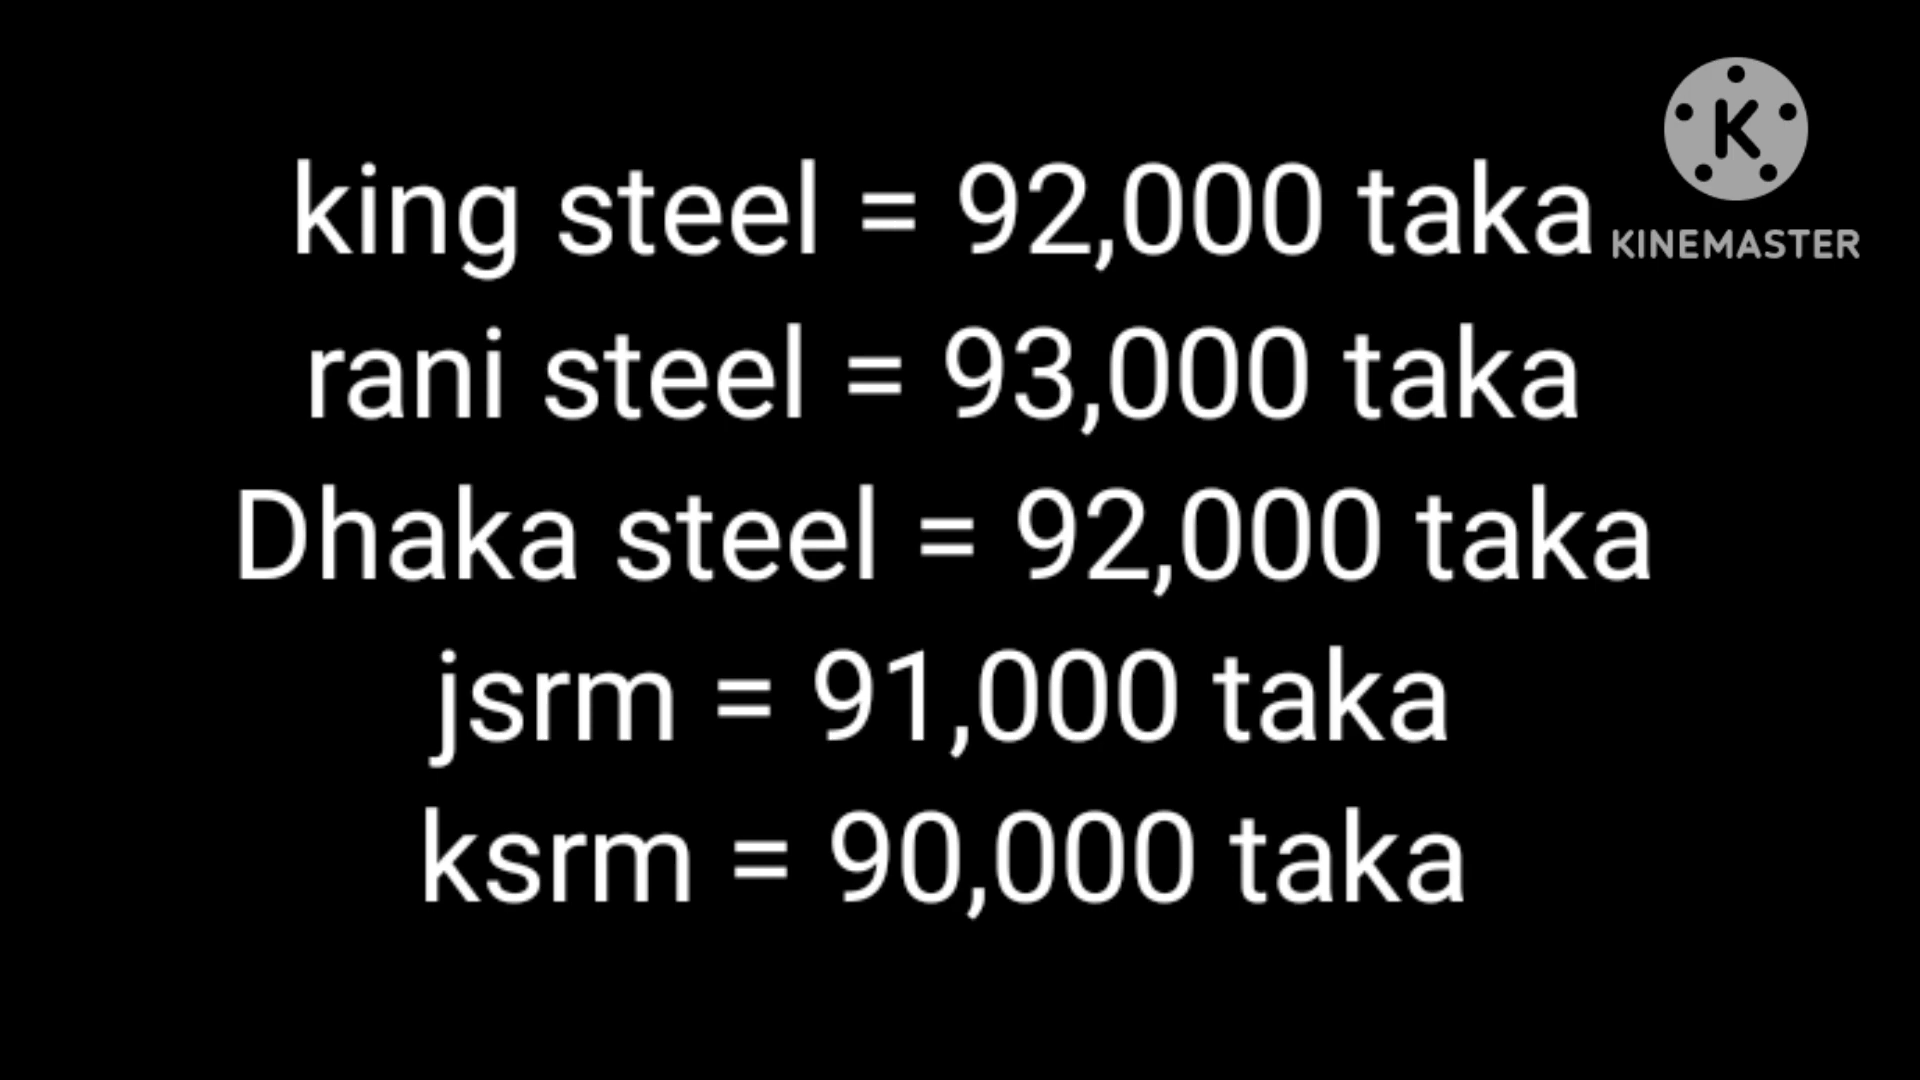 king steel = 92,000 taka
K
KINEMASTER
rani steel = 93,000 taka
Dhaka steel = 92,000 taka
jsrm = 91,000 taka
ksrm = 90,000 taka